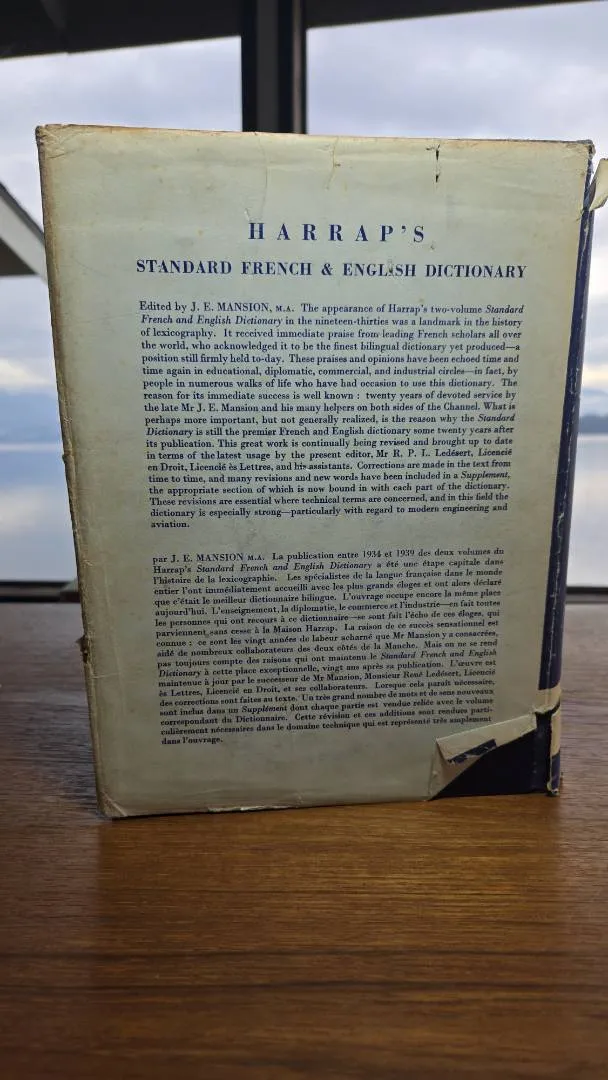 HARRAP'S
STANDARD FRENCH & ENGLISH DICTIONARY
Edited by J. E. MANSION, M.A. The appearance of Harrap's two-volume Standard
French and English Dictionary in the nineteen-thirties was a landmark in the history
of lexicography. It received immediate praise from leading French scholars all over
the world, who acknowledged it to be the finest bilingual dictionary yet produced—a
position still firmly held to-day. These praises and opinions have been echoed time and
time again in educational, diplomatic, commercial, and industrial circles—in fact, by
people in numerous walks of life who have had occasion to use this dictionary. The
reason for its immediate success is well known : twenty years of devoted service by
the late Mr J. E. Mansion and his many helpers on both sides of the Channel. What is
perhaps more important, but not generally realized, is the reason why the Standard
Dictionary is still the premier French and English dictionary some twenty years after
its publication. This great work is continually being revised and brought up to date
in terms of the latest usage by the present editor, Mr R. P. L. Ledésert, Licencié
en Droit, Licencié ès Lettres, and his assistants. Corrections are made in the text from
time to time, and many revisions and new words have been included in a Supplement,
the appropriate section of which is now bound in with each part of the dictionary.
These revisions are essential where technical terms are concerned, and in this field the
dictionary is especially strong—particularly with regard to modern engineering and
aviation.
par J. E. MANSION M.A. La publication entre 1934 et 1939 des deux volumes du
Harrap's Standard French and English Dictionary a été une étape capitale dans
l'histoire de la lexicographie. Les spécialistes de la langue française dans le monde
entier l'ont immédiatement accueilli avec les plus grands éloges et ont alors déclaré
que c'était le meilleur dictionnaire bilingue. L'ouvrage occupe encore la même place
aujourd'hui. L'enseignement, la diplomatie, le commerce et l'industrie—en fait toutes
les personnes qui ont recours à ce dictionnaire—se sont fait l'écho de ces éloges, qui
parviennent sans cesse à la Maison Harrap. La raison de ce succès sensationnel est
connue : ce sont les vingt années de labeur acharné que Mr Mansion y a consacrées,
aidé de nombreux collaborateurs des deux côtés de la Manche. Mais on ne se rend
pas toujours compte des raisons qui ont maintenu le Standard French and English
Dictionary à cette place exceptionnelle, vingt ans après sa publication. L'œuvre est
maintenue à jour par le successeur de Mr Mansion, Monsieur René Ledésert, Licencié
ès Lettres, Licencié en Droit, et ses collaborateurs. Lorsque cela paraît nécessaire,
des corrections sont faites au texte. Un très grand nombre de mots et de sens nouveaux
sont inclus dans un Supplément dont chaque partie est vendue reliée avec le volume
correspondant du Dictionnaire. Cette révision et ces additions sont rendues parti-
culièrement nécessaires dans le domaine technique qui est représenté très amplement
dans l'ouvrage.